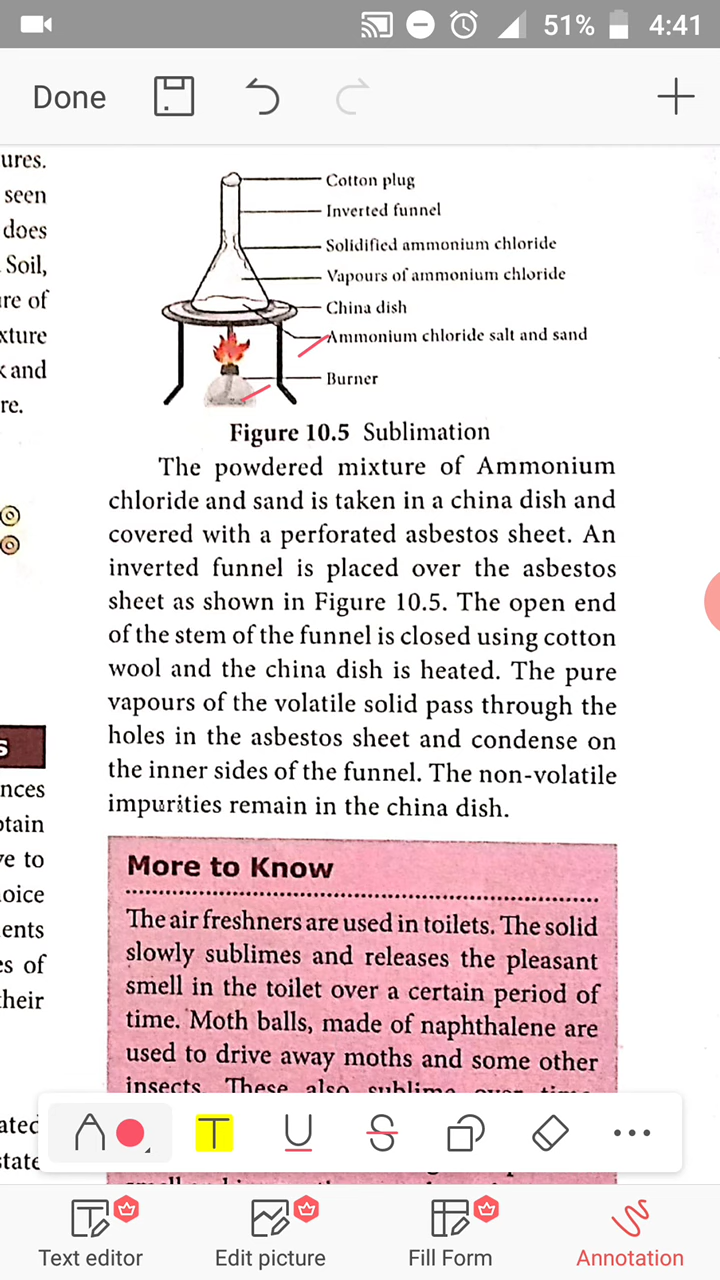 51% 4:41
Done
ures.
seen
does
Soil,
re of
xture
and
re.
Cotton plug
Inverted funnel
Solidified ammonium chloride
Vapours of ammonium chloride
China dish
Ammonium chloride salt and sand
Burner
Figure 10.5 Sublimation
The powdered mixture of Ammonium
chloride and sand is taken in a china dish and
covered with a perforated asbestos sheet. An
inverted funnel is placed over the asbestos
sheet as shown in Figure 10.5. The open end
of the stem of the funnel is closed using cotton
wool and the china dish is heated. The pure
vapours of the volatile solid pass through the
holes in the asbestos sheet and condense on
the inner sides of the funnel. The non-volatile
impurities remain in the china dish.
s
nces
otain
ve to
oice
ents
es of
their
ated
state
More to Know
The air freshners are used in toilets. The solid
slowly sublimes and releases the pleasant
smell in the toilet over a certain period of
time. Moth balls, made of naphthalene are
used to drive away moths and some other
insects. These also sublime over time
T U S
Text editor Edit picture Fill Form Annotation